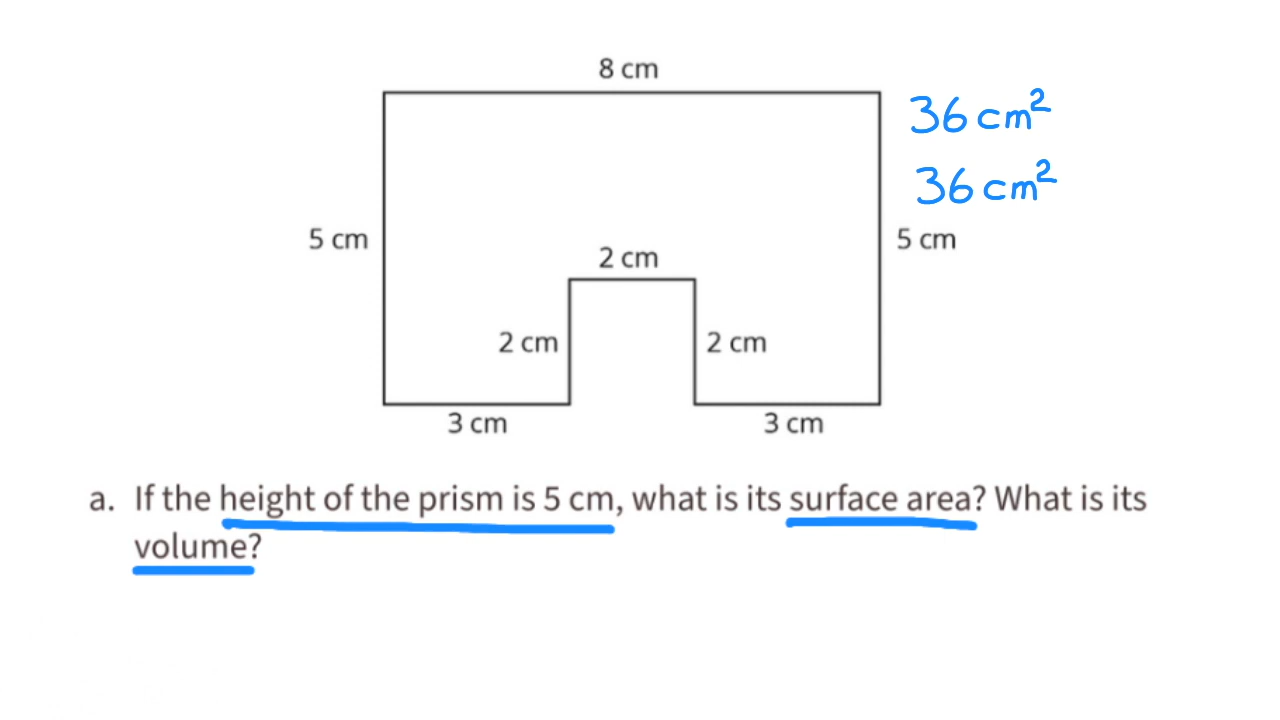 8 cm
36 cm²
36 cm²
5 cm
5 cm
2 cm
2 cm
2 cm
3 cm
3 cm
a. If the height of the prism is 5 cm, what is its surface area? What is its
volume?